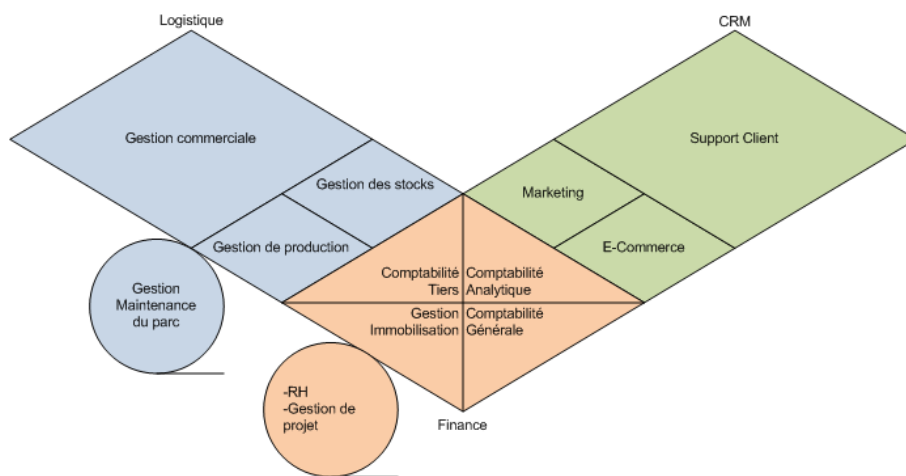 Logistique
CRM
Gestion commerciale
Support Client
Gestion des stocks
Marketing
Gestion de production
E-Commerce
Comptabilité
Tiers
Comptabilité
Analytique
Gestion
Maintenance
du parc
Gestion
Immobilisation
Comptabilité
Générale
-RH
-Gestion de
projet
Finance